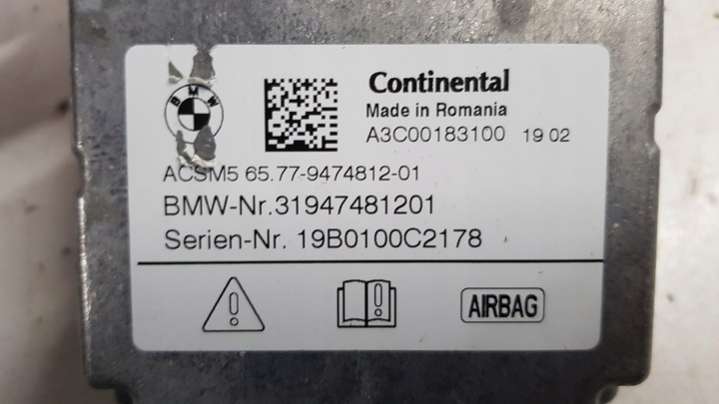 BMW
Continental
Made in Romania
A3C00183100 19 02
ACSM5 65.77-9474812-01
BMW-Nr.31947481201
Serien-Nr. 19B0100C2178
AIRBAG